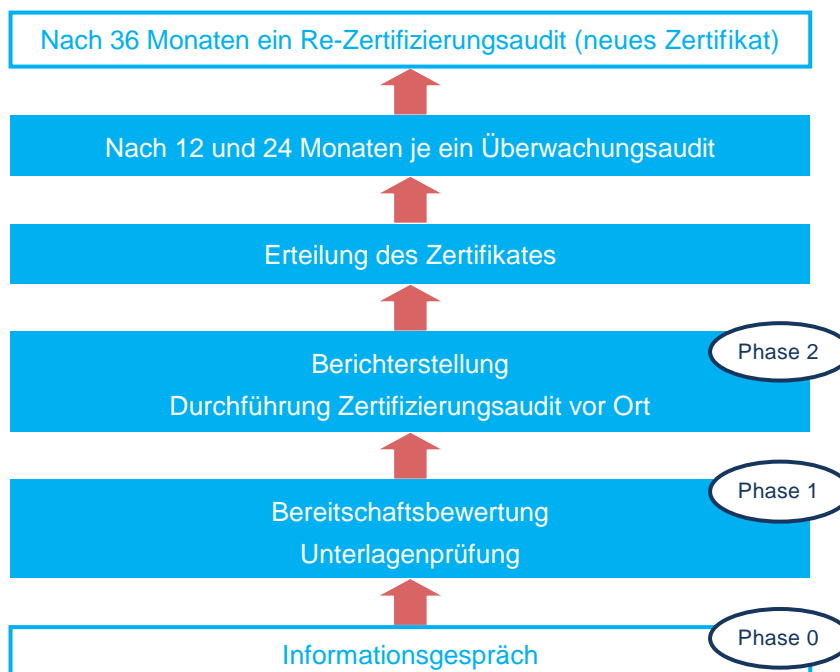 Nach 36 Monaten ein Re-Zertifizierungsaudit (neues Zertifikat)
Nach 12 und 24 Monaten je ein Überwachungsaudit
Erteilung des Zertifikates
Phase 2
Berichterstellung
Durchführung Zertifizierungsaudit vor Ort
Phase 1
Bereitschaftsbewertung
Unterlagenprüfung
Phase 0
Informationsgespräch